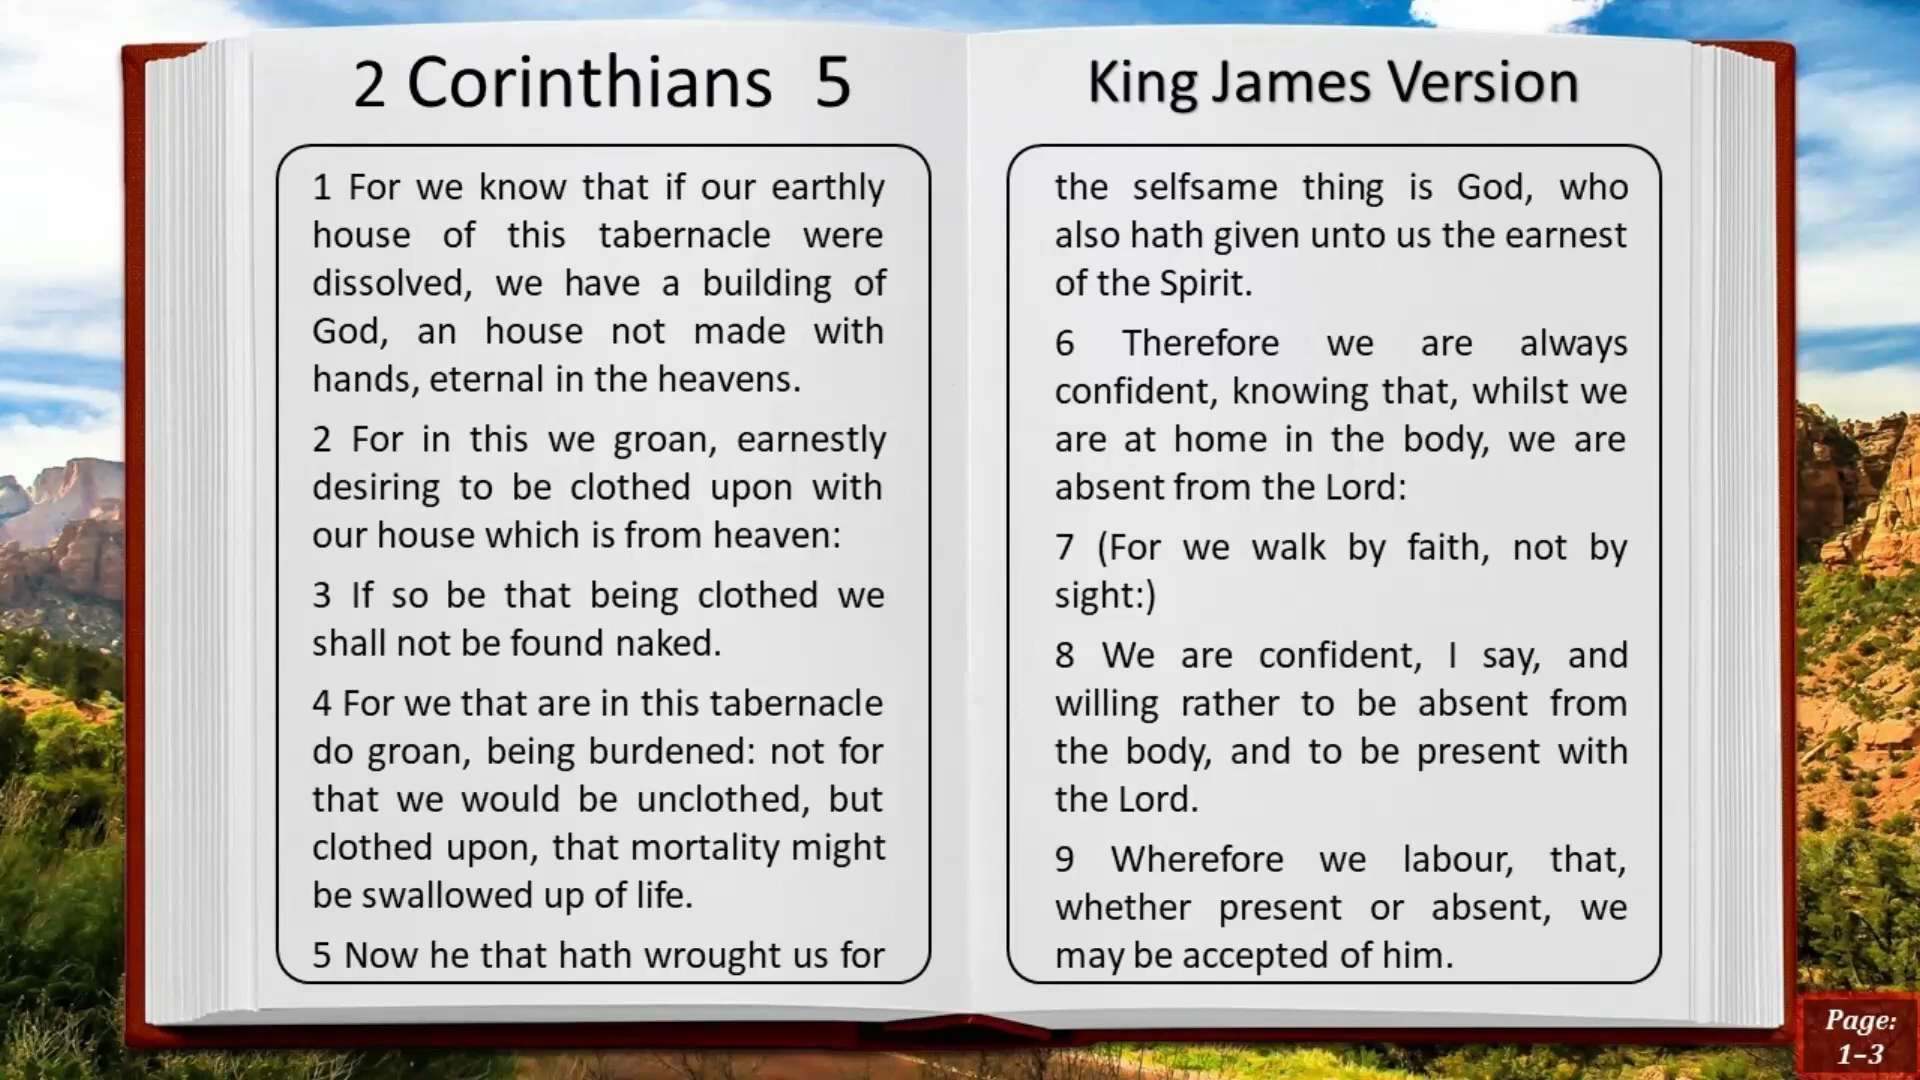 2 Corinthians 5
1 For we know that if our earthly
house of this tabernacle were
dissolved, we have a building of
God, an house not made with
hands, eternal in the heavens.
2 For in this we groan, earnestly
desiring to be clothed upon with
our house which is from heaven:
3 If so be that being clothed we
shall not be found naked.
4 For we that are in this tabernacle
do groan, being burdened: not for
that we would be unclothed, but
clothed upon, that mortality might
be swallowed up of life.
5 Now he that hath wrought us for
King James Version
the selfsame thing is God, who
also hath given unto us the earnest
of the Spirit.
6 Therefore we are always
confident, knowing that, whilst we
are at home in the body, we are
absent from the Lord:
7 (For we walk by faith, not by
sight:)
8 We are confident, I say, and
willing rather to be absent from
the body, and to be present with
the Lord.
9 Wherefore we labour, that,
whether present or absent, we
may be accepted of him.
Page:
1-3